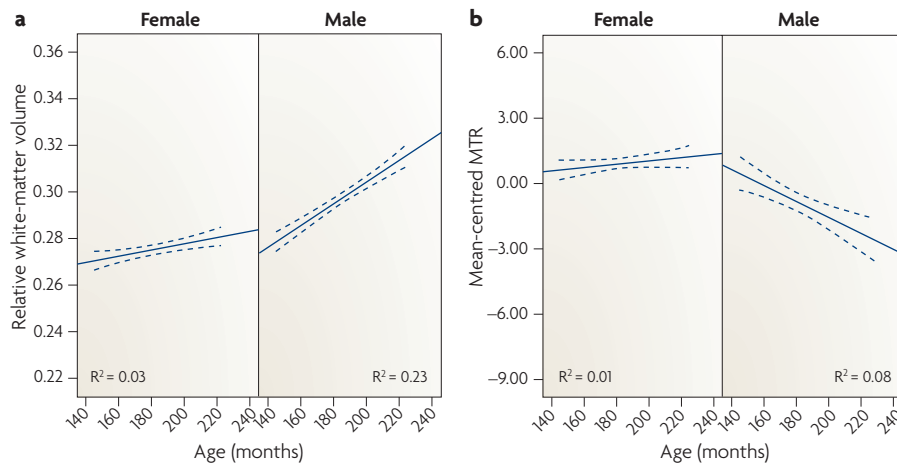 a
Female
Male
Relative white-matter volume
0.36
0.34
0.32
0.30
0.28
0.26
0.24
0.22
R² = 0.03
R² = 0.23
140
160
180
200
220
240
140
160
180
200
220
240
Age (months)
b
Female
Male
Mean-centred MTR
6.00
3.00
0.00
–3.00
–6.00
–9.00
R² = 0.01
R² = 0.08
140
160
180
200
220
240
140
160
180
200
220
240
Age (months)